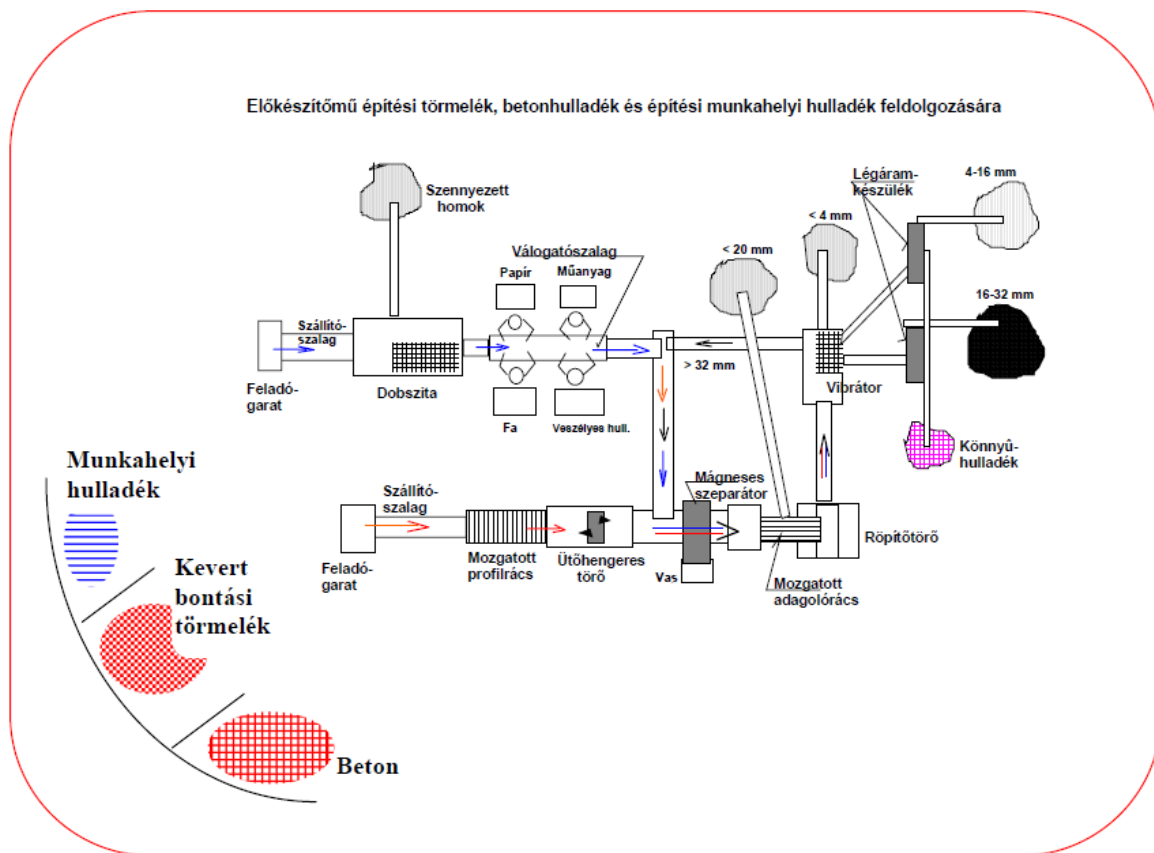 Előkészítőmű építési törmelék, betonhulladék és építési munkahelyi hulladék feldolgozására
Szennyezett
homok
Légáram-
készülék
4-16 mm
< 4 mm
< 20 mm
Válogatószalag
Papír
Műanyag
16-32 mm
Szállító-
szalag
> 32 mm
Feladó-
garat
Dobszita
Vibrátor
Fa
Veszélyes hull.
Könnyű-
hulladék
Munkahelyi
hulladék
Mágneses
szeparátor
Szállító-
szalag
Röpítőtörő
Feladó-
garat
Mozgatott
profilrács
Ütőhengeres
törő
Vas
Mozgatott
adagolórács
Kevert
bontási
törmelék
Beton